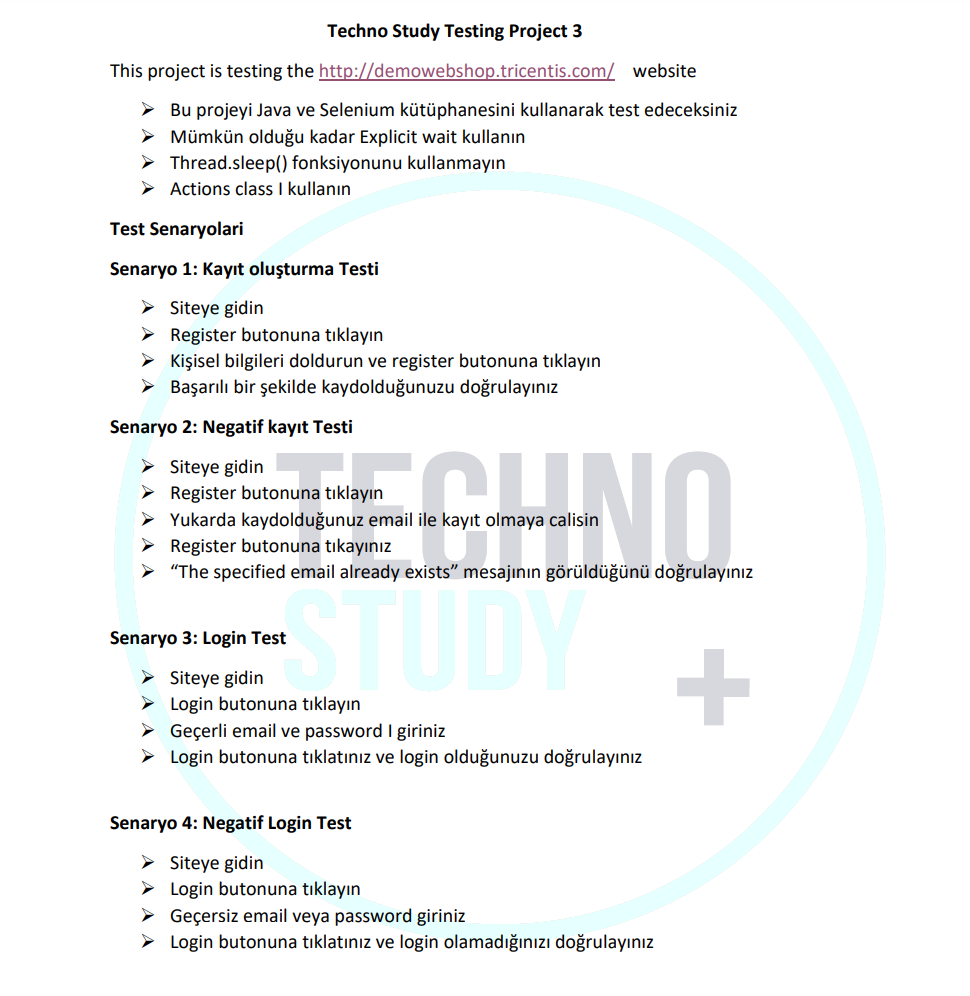 Techno Study Testing Project 3
This project is testing the http://demowebshop.tricentis.com/ website
➢ Bu projeyi Java ve Selenium kütüphanesini kullanarak test edeceksiniz
➢ Mümkün olduğu kadar Explicit wait kullanın
➢ Thread.sleep() fonksiyonunu kullanmayın
➢ Actions class I kullanın
Test Senaryolari
Senaryo 1: Kayıt oluşturma Testi
➢ Siteye gidin
➢ Register butonuna tıklayın
➢ Kişisel bilgileri doldurun ve register butonuna tıklayın
➢ Başarılı bir şekilde kaydolduğunuzu doğrulayınız
Senaryo 2: Negatif kayıt Testi
➢ Siteye gidin
➢ Register butonuna tıklayın
➢ Yukarda kaydolduğunuz email ile kayıt olmaya calisin
➢ Register butonuna tıkayınız
➢ “The specified email already exists” mesajının görüldüğünü doğrulayınız
Senaryo 3: Login Test
➢ Siteye gidin
➢ Login butonuna tıklayın
➢ Geçerli email ve password I giriniz
➢ Login butonuna tıklatınız ve login olduğunuzu doğrulayınız
Senaryo 4: Negatif Login Test
➢ Siteye gidin
➢ Login butonuna tıklayın
➢ Geçersiz email veya password giriniz
➢ Login butonuna tıklatınız ve login olamadığınızı doğrulayınız
TECHNO
STUDY
+